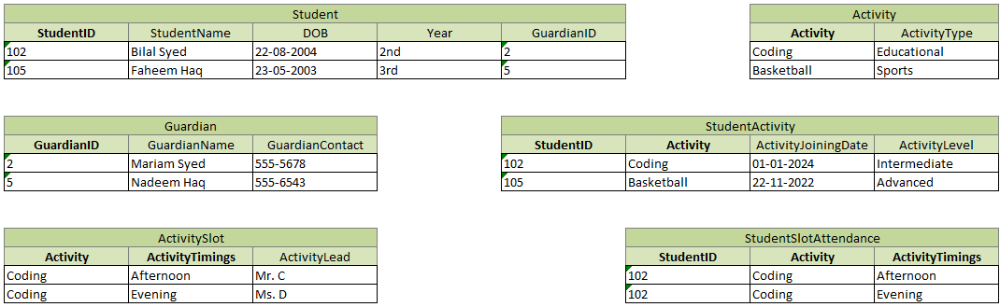 Student
StudentID StudentName DOB Year GuardianID
102 Bilal Syed 22-08-2004 2nd 2
105 Faheem Haq 23-05-2003 3rd 5
Activity
Activity ActivityType
Coding Educational
Basketball Sports
Guardian
GuardianID GuardianName GuardianContact
2 Mariam Syed 555-5678
5 Nadeem Haq 555-6543
StudentActivity
StudentID Activity ActivityJoiningDate ActivityLevel
102 Coding 01-01-2024 Intermediate
105 Basketball 22-11-2022 Advanced
ActivitySlot
Activity ActivityTimings ActivityLead
Coding Afternoon Mr. C
Coding Evening Ms. D
StudentSlotAttendance
StudentID Activity ActivityTimings
102 Coding Afternoon
102 Coding Evening